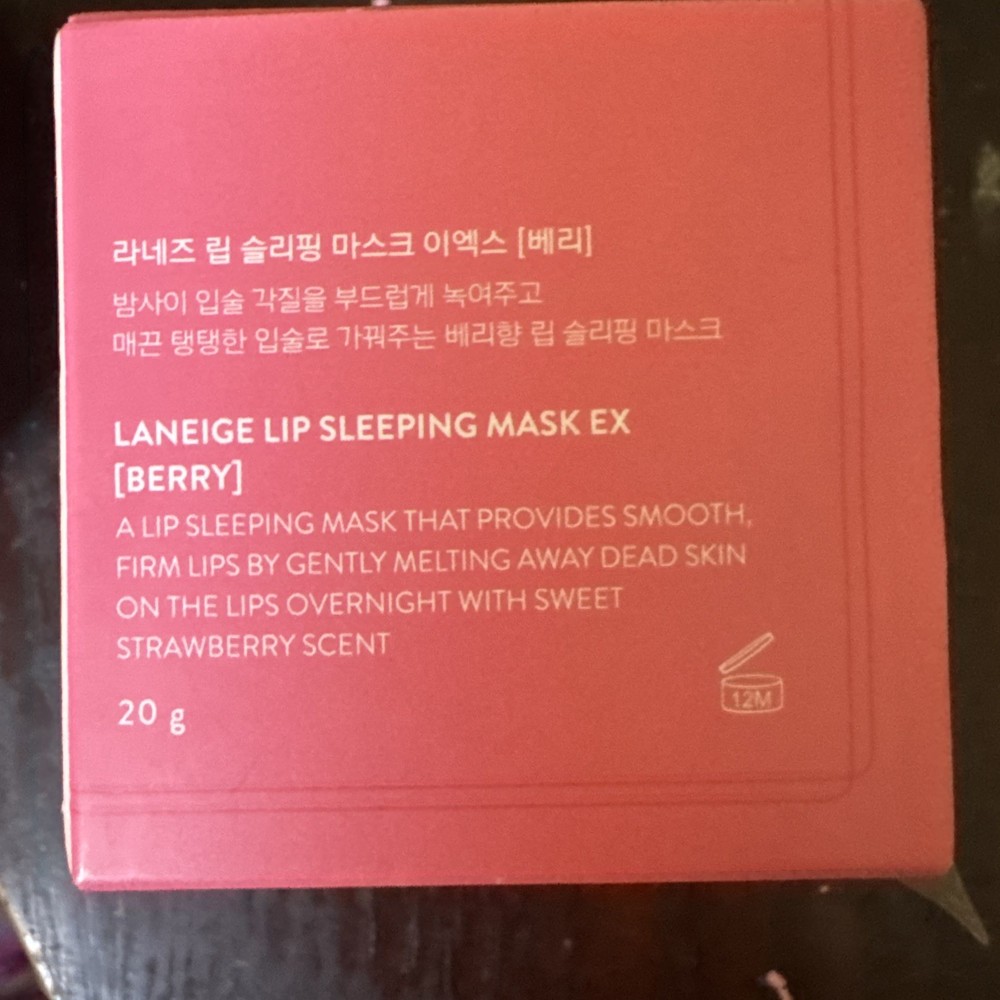 라네즈 립 슬리핑 마스크 이엑스 [베리]
밤사이 입술 각질을 부드럽게 녹여주고
매끈 탱탱한 입술로 가꿔주는 베리향 립 슬리핑 마스크
LANEIGE LIP SLEEPING MASK EX
[BERRY]
A LIP SLEEPING MASK THAT PROVIDES SMOOTH,
FIRM LIPS BY GENTLY MELTING AWAY DEAD SKIN
ON THE LIPS OVERNIGHT WITH SWEET
STRAWBERRY SCENT
20 g
12M